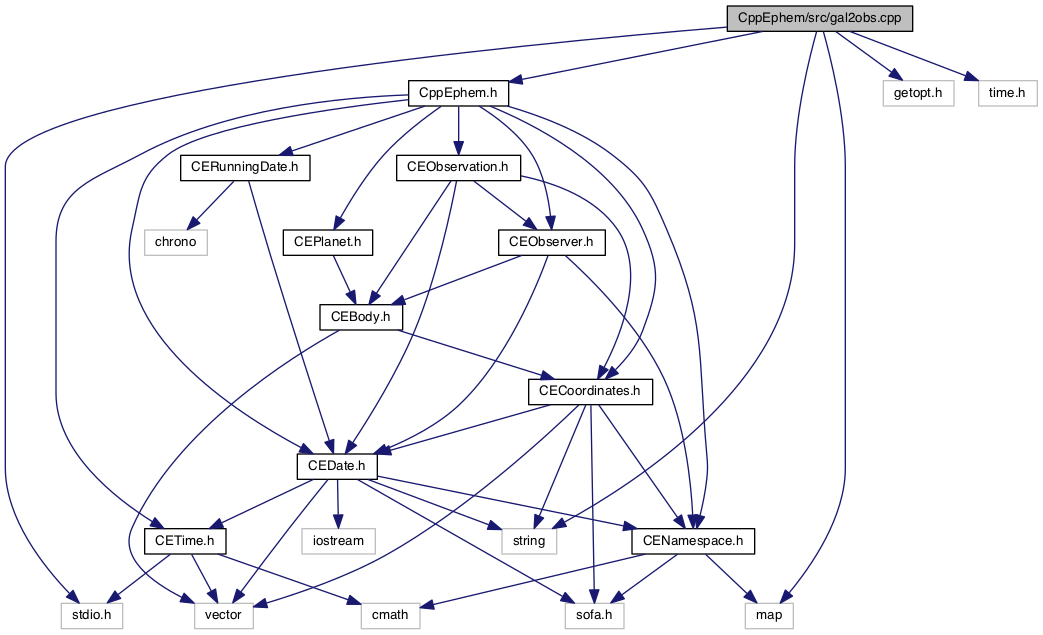 CppEphem/src/gal2obs.cpp
CppEphem.h
getopt.h
time.h
CERunningDate.h
CEObservation.h
chrono
CEPlanet.h
CEObserver.h
CEBody.h
CECoordinates.h
CEDate.h
CETime.h
iostream
string
CENamespace.h
stdio.h
vector
cmath
sofa.h
map